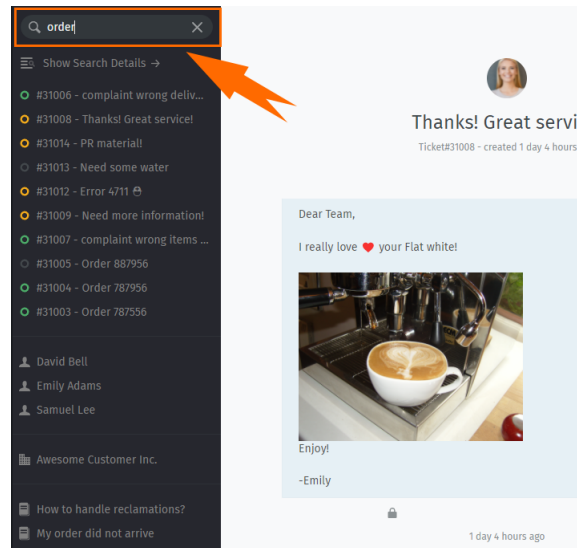 order
Show Search Details →
#31006 - complaint wrong deliv...
#31008 - Thanks! Great service!
#31014 - PR material!
#31013 - Need some water
#31012 - Error 4711
#31009 - Need more information!
#31007 - complaint wrong items ...
#31005 - Order 887956
#31004 - Order 787956
#31003 - Order 787556
David Bell
Emily Adams
Samuel Lee
Awesome Customer Inc.
How to handle reclamations?
My order did not arrive
Thanks! Great servi
Ticket#31008 - created 1 day 4 hours
Dear Team,
I really love ❤ your Flat white!
Enjoy!
-Emily
1 day 4 hours ago